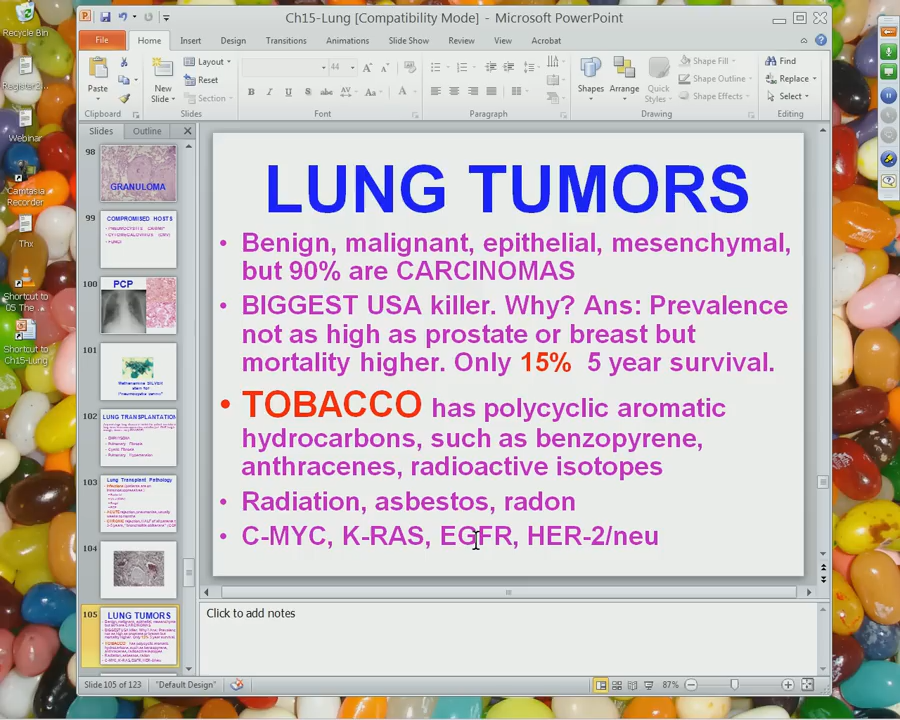 Recycle Bin
Webinar
Camtasia
Recorder
Thx
Shortcut to
05 The ...
Shortcut to
Ch15-Lung
Ch15-Lung [Compatibility Mode] - Microsoft PowerPoint
File Home Insert Design Transitions Animations Slide Show Review View Acrobat
Paste
New
Slide
Layout
Reset
Section
44
Shapes
Arrange
Quick
Styles
Shape Fill
Shape Outline
Shape Effects
Find
Replace
Select
Clipboard Slides Font Paragraph Drawing Editing
Slides Outline
98
GRANULOMA
99
COMPROMISED HOSTS
100
PCP
101
102
LUNG TRANSPLANTATION
103
Lung Transplant Pathology
104
105
LUNG TUMORS
LUNG TUMORS
• Benign, malignant, epithelial, mesenchymal,
but 90% are CARCINOMAS
• BIGGEST USA killer. Why? Ans: Prevalence
not as high as prostate or breast but
mortality higher. Only 15% 5 year survival.
• TOBACCO has polycyclic aromatic
hydrocarbons, such as benzopyrene,
anthracenes, radioactive isotopes
• Radiation, asbestos, radon
• C-MYC, K-RAS, EGFR, HER-2/neu
Click to add notes
Slide 105 of 123 "Default Design" 87%